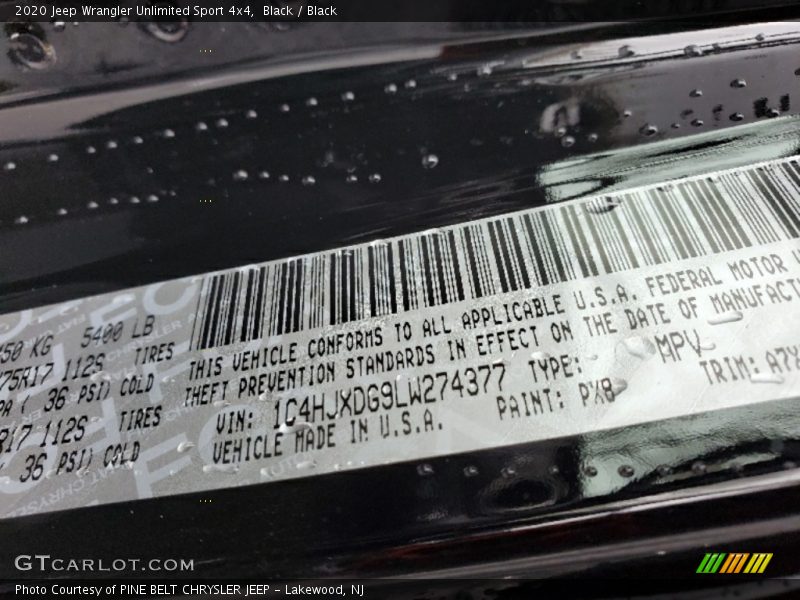 2020 Jeep Wrangler Unlimited Sport 4x4, Black / Black
5400 LB
112S TIRES
36 PSI) COLD
112S TIRES
36 PSI) COLD
THIS VEHICLE CONFORMS TO ALL APPLICABLE U.S.A. FEDERAL MOTOR
THEFT PREVENTION STANDARDS IN EFFECT ON THE DATE OF
VIN: 1C4HJXDG9LW274377 TYPE: MPV
VEHICLE MADE IN U.S.A. PAINT: PX8 TRIM:
GTCARLOT.COM
Photo Courtesy of PINE BELT CHRYSLER JEEP - Lakewood, NJ